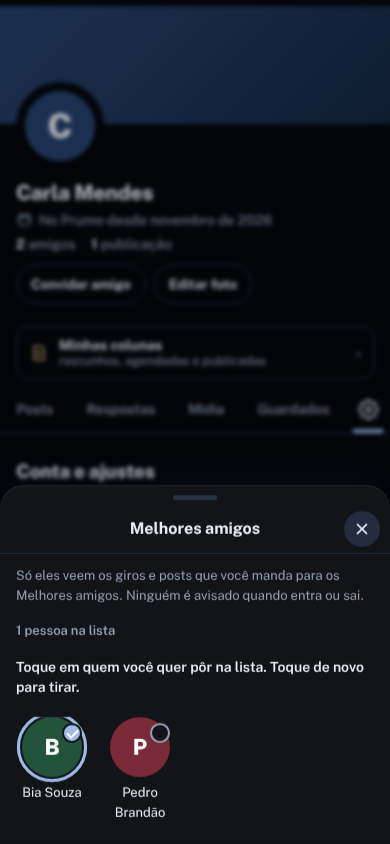 C
Carla Mendes
No Prumo desde novembro de 2026
2 amigos 1 publicação
Convidar amigo Editar foto
Minhas colunas
rascunhos, agendadas e publicadas
Posts Respostas Mídia Guardados
Conta e ajustes
Melhores amigos
Só eles veem os giros e posts que você manda para os
Melhores amigos. Ninguém é avisado quando entra ou sai.
1 pessoa na lista
Toque em quem você quer pôr na lista. Toque de novo
para tirar.
B P
Bia Souza Pedro
Brandão